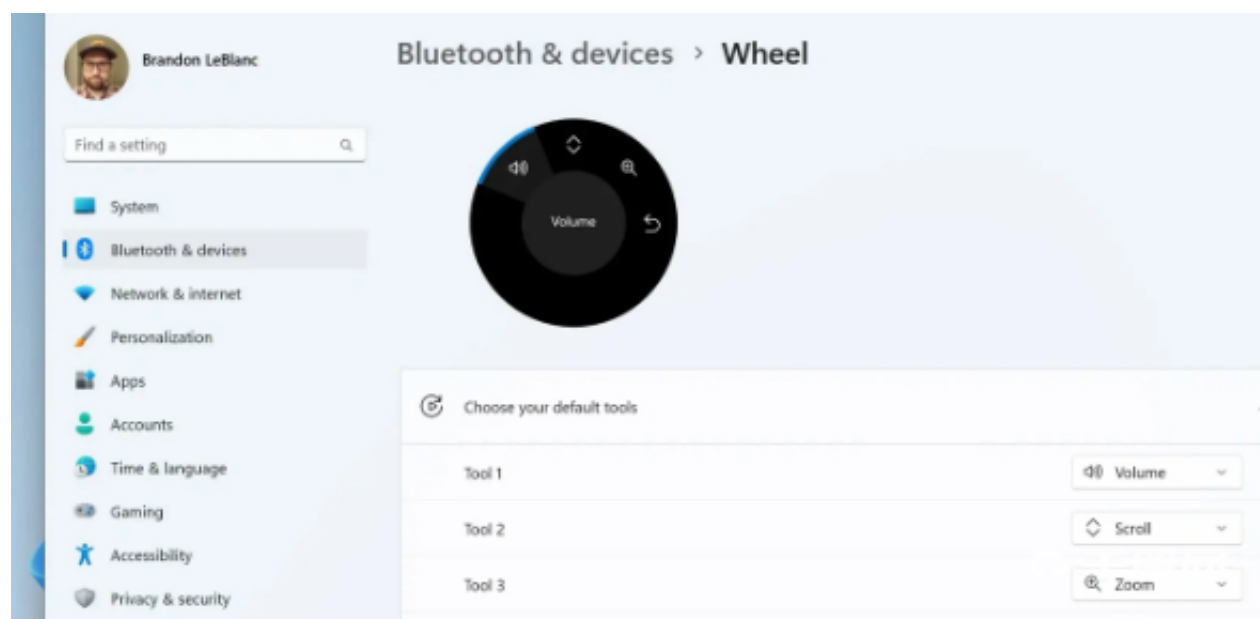 Brandon LeBlanc
Find a setting
System
Bluetooth & devices
Network & internet
Personalization
Apps
Accounts
Time & language
Gaming
Accessibility
Privacy & security
Bluetooth & devices > Wheel
Volume
Choose your default tools
Tool 1 Volume
Tool 2 Scroll
Tool 3 Zoom